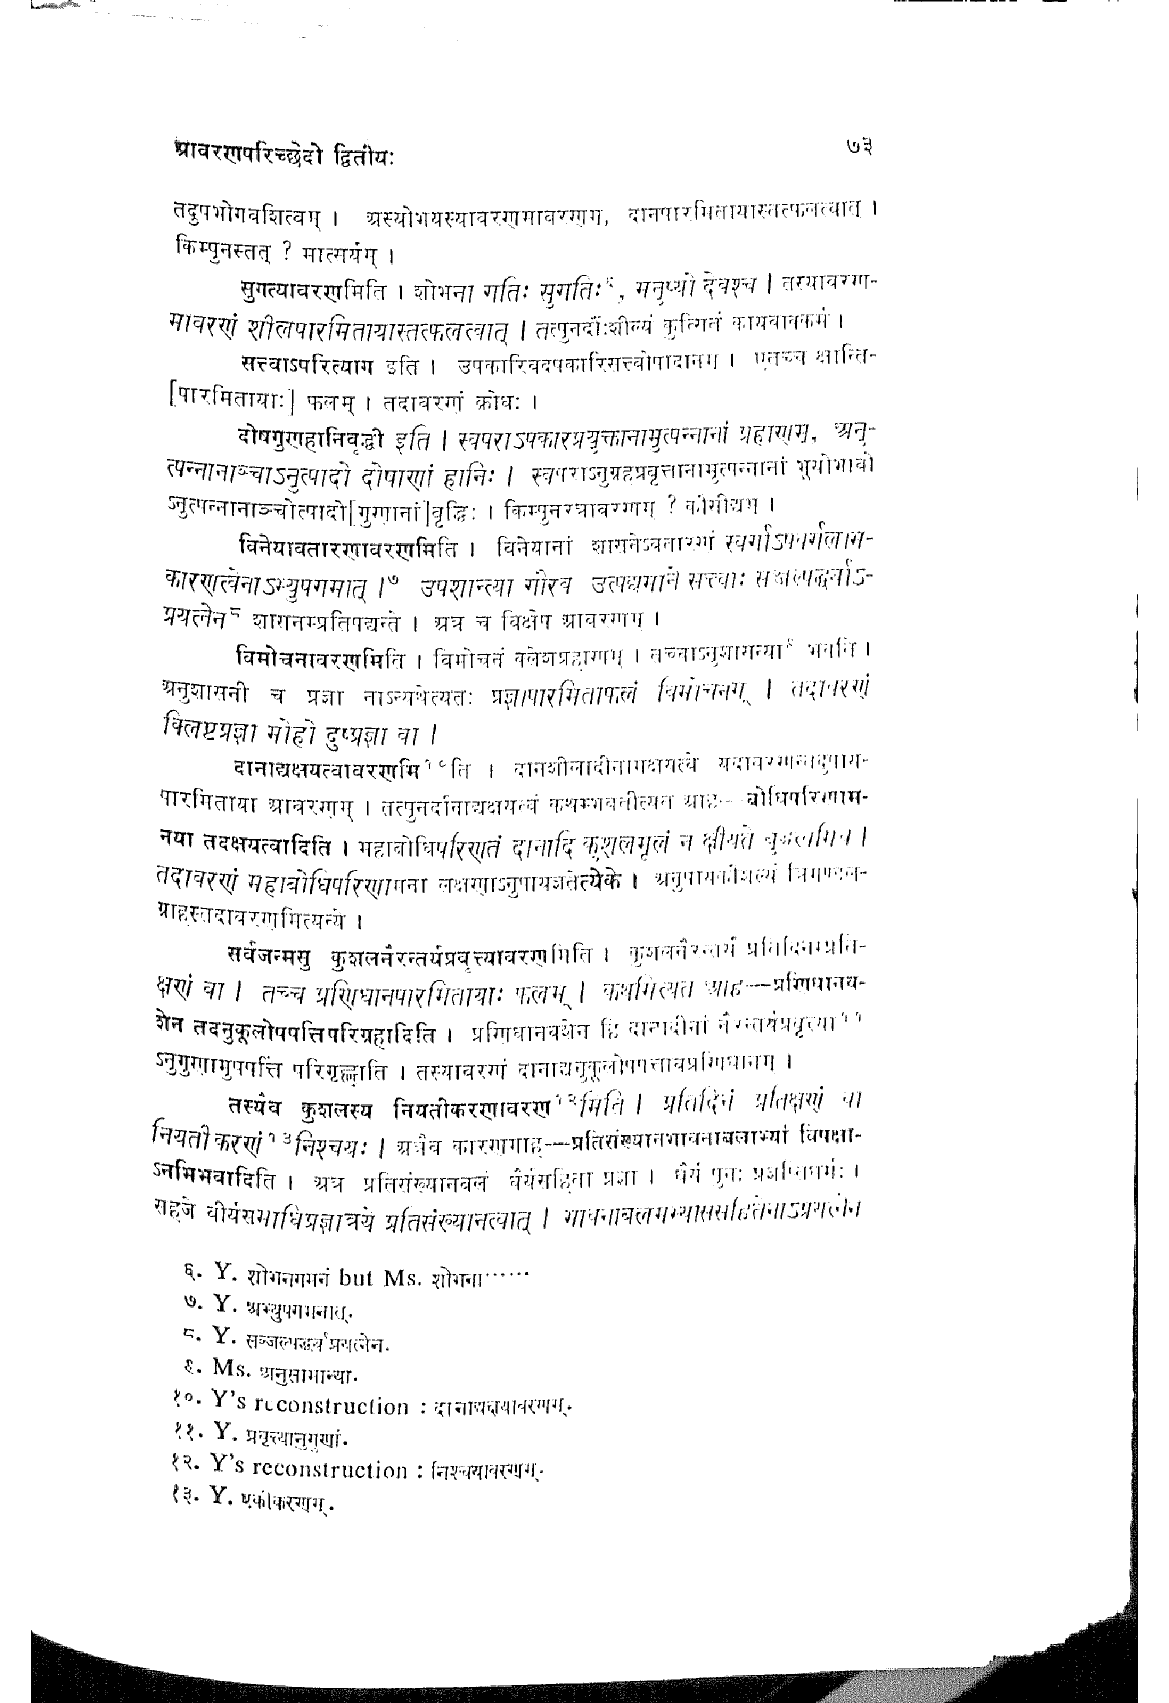 आवरणपरिच्छेदो द्वितीयः ७३
तदुपभोगवशित्वम् । अस्योभयस्यावरणमावरणम्, दानपारमितायास्तत्फलत्वात् ।
किम्पुनस्तत् ? मात्सर्यम् ।
सुगत्यावरणमिति । शोभना गतिः सुगतिः६, मनुष्यो देवश्च । तस्यावरण-
मावरणं शीलपारमितायास्तत्फलत्वात् । तत्पुनर्दौःशील्यं कुत्सितं कायवाक्कर्म ।
सत्त्वाऽपरित्याग इति । उपकारिवदपकारिसत्त्वोपादानम् । एतच्च क्षान्ति-
[पारमितायाः] फलम् । तदावरणं क्रोधः ।
दोषगुणहानिवृद्धी इति । स्वपराऽपकारप्रयुक्तानामुत्पन्नानां प्रहाणम्, अनु-
त्पन्नानाञ्चाऽनुत्पादो दोषाणां हानिः । स्वपराऽनुग्रहप्रवृत्तानामुत्पन्नानां भूयोभावो
ऽनुत्पन्नानाञ्चोत्पादो[गुणानां]वृद्धिः । किम्पुनरत्रावरणम् ? कौसीद्यम् ।
विनेयावतारणावरणमिति । विनेयानां शासनेऽवतारणं स्वर्गाऽपवर्गलाभ-
कारणत्वेनाऽभ्युपगमात् ।७ उपशान्त्या गौरव उत्पद्यमाने सत्त्वाः सञ्जल्पद्धर्वाऽ-
प्रयत्नेन८ शासनम्प्रतिपद्यन्ते । अत्र च विक्षेप आवरणम् ।
विमोचनावरणमिति । विमोचनं क्लेशप्रहाणम् । तच्चाऽनुशासन्या९ भवति ।
अनुशासनी च प्रज्ञा नाऽन्यथेत्यतः प्रज्ञापारमिताफलं विमोचनम् । तदावरणं
क्लिष्टप्रज्ञा मोहो दुष्प्रज्ञा वा ।
दानाद्यक्षयत्वावरणमि१०ति । दानशीलादीनामक्षयत्वे यदावरणन्तदुपाय-
पारमिताया आवरणम् । तत्पुनर्दानाद्यक्षयत्वं कथम्भवतीत्यत आह--बोधिपरिणाम-
नया तदक्षयत्वादिति । महाबोधिपरिणतं दानादि कुशलमूलं न क्षीयते
तदावरणं महाबोधिपरिणामना लक्षणाऽनुपायज्ञतेत्येके । अनुपायकौशल्यं त्रिमण्डल-
ग्राहस्तदावरणमित्यन्ये ।
सर्वजन्मसु कुशलनैरन्तर्यप्रवृत्त्यावरणमिति । कुशलनैरन्तर्यं प्रतिदिनम्प्रति-
क्षणं वा । तच्च प्रणिधानपारमितायाः फलम् । कथमित्यत आह---प्रणिधानव-
शेन तदनुकूलोपपत्तिपरिग्रहादिति । प्रणिधानवशेन हि दानादीनां नैरन्तर्यप्रवृत्त्या११
ऽनुगुणामुपपत्तिं परिगृह्णाति । तस्यावरणं दानाद्यनुकूलोपपत्तावप्रणिधानम् ।
तस्यैव कुशलस्य नियतीकरणावरण१२मिति । प्रतिदिनं प्रतिक्षणं वा
नियतीकरणं१३निश्चयः । अत्रैव कारणमाह---प्रतिसंख्यानभावनाबलाभ्यां विपक्षा-
ऽनभिभवादिति । अत्र प्रतिसंख्यानबलं धैर्यसहिता प्रज्ञा । धैर्यं पुनः
सहजे वीर्यसमाधिप्रज्ञात्रये प्रतिसंख्यानत्वात् । भावनाबलमभ्याससहितेनाऽप्रयत्नेन
६. Y. शोभनगमनं but Ms. शोभना······
७. Y. अभ्युपगमनात्.
८. Y. सञ्जल्पद्धर्यप्रयत्नेन.
९. Ms. अनुसामान्या.
१०. Y's reconstruction : दानाद्यक्षयावरणम्.
११. Y. प्रवृत्त्यानुगुणां.
१२. Y's reconstruction : निश्चयावरणम्.
१३. Y. एकीकरणम्.